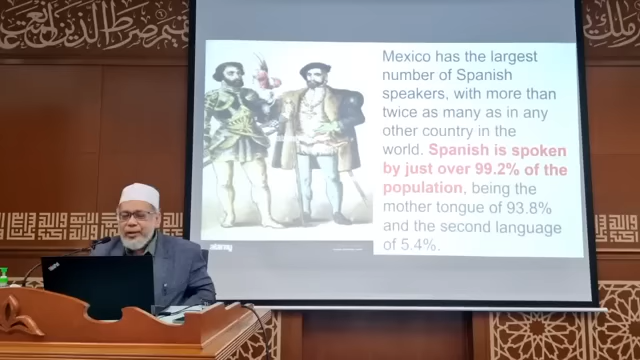 Mexico has the largest
number of Spanish
speakers, with more than
twice as many as in any
other country in the
world. Spanish is spoken
by just over 99.2% of the
population, being the
mother tongue of 93.8%
and the second language
of 5.4%.
alamy